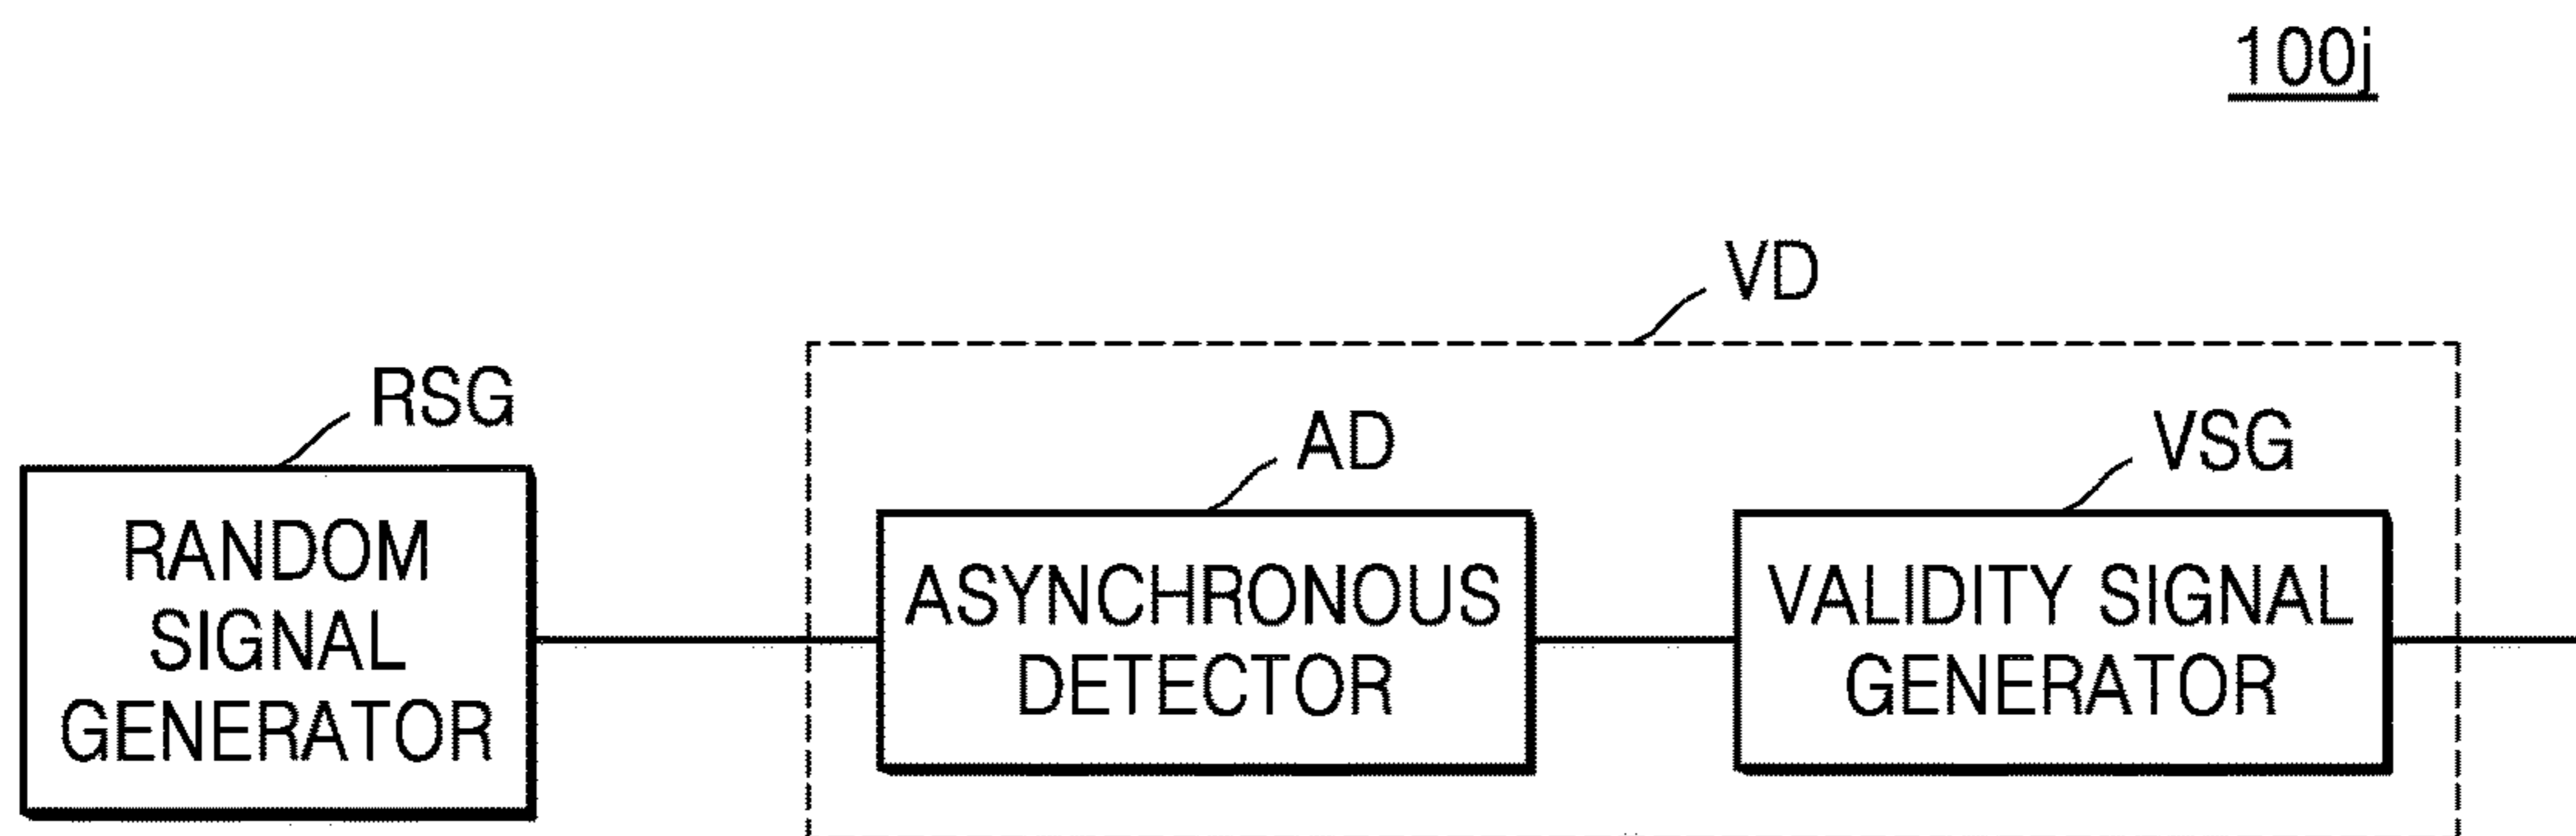 100j
VD
RSG
AD
VSG
RANDOM
SIGNAL
GENERATOR
ASYNCHRONOUS
DETECTOR
VALIDITY SIGNAL
GENERATOR